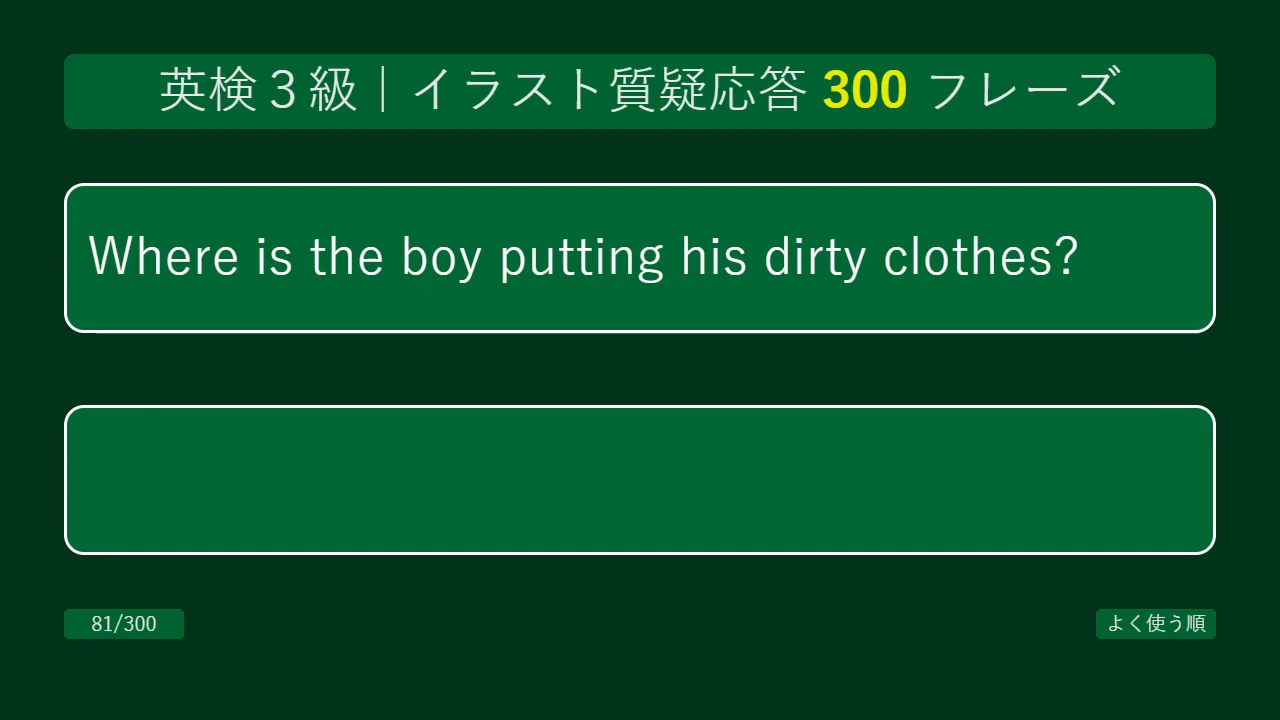 英検３級｜イラスト質疑応答 300 フレーズ
Where is the boy putting his dirty clothes?
81/300
よく使う順